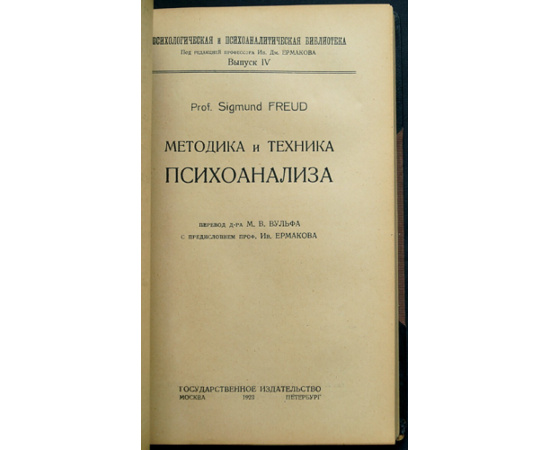 ПСИХОЛОГИЧЕСКАЯ и ПСИХОАНАЛИТИЧЕСКАЯ БИБЛИОТЕКА
Под редакцией профессора Ив. Дм. ЕРМАКОВА
Выпуск IV
Prof. Sigmund FREUD
МЕТОДИКА и ТЕХНИКА
ПСИХОАНАЛИЗА
ПЕРЕВОД Д-РА М. В. ВУЛЬФА
С ПРЕДИСЛОВИЕМ ПРОФ. Ив. ЕРМАКОВА
ГОСУДАРСТВЕННОЕ ИЗДАТЕЛЬСТВО
МОСКВА 1923 ПЕТЕРБУРГ